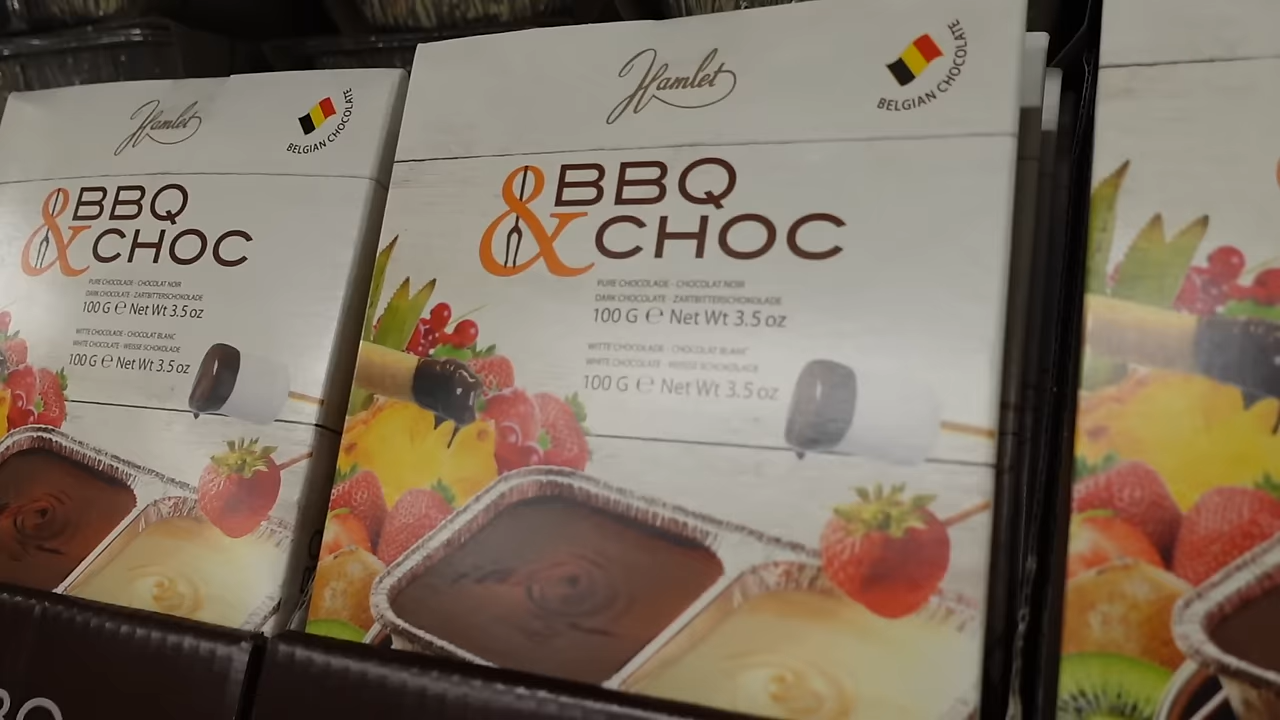 Hamlet
BELGIAN CHOCOLATE
&BBQ
CHOC
PURE CHOCOLADE - CHOCOLAT NOIR
DARK CHOCOLATE - ZARTBITTERSCHOKOLADE
100 G ℮ Net Wt 3.5 oz
WITTE CHOCOLADE - CHOCOLAT BLANC
WHITE CHOCOLATE - WEISSE SCHOKOLADE
100 G ℮ Net Wt 3.5 oz
Hamlet
BELGIAN CHOCOLATE
&BBQ
CHOC
PURE CHOCOLADE - CHOCOLAT NOIR
DARK CHOCOLATE - ZARTBITTERSCHOKOLADE
100 G ℮ Net Wt 3.5 oz
WITTE CHOCOLADE - CHOCOLAT BLANC
WHITE CHOCOLATE - WEISSE SCHOKOLADE
100 G ℮ Net Wt 3.5 oz